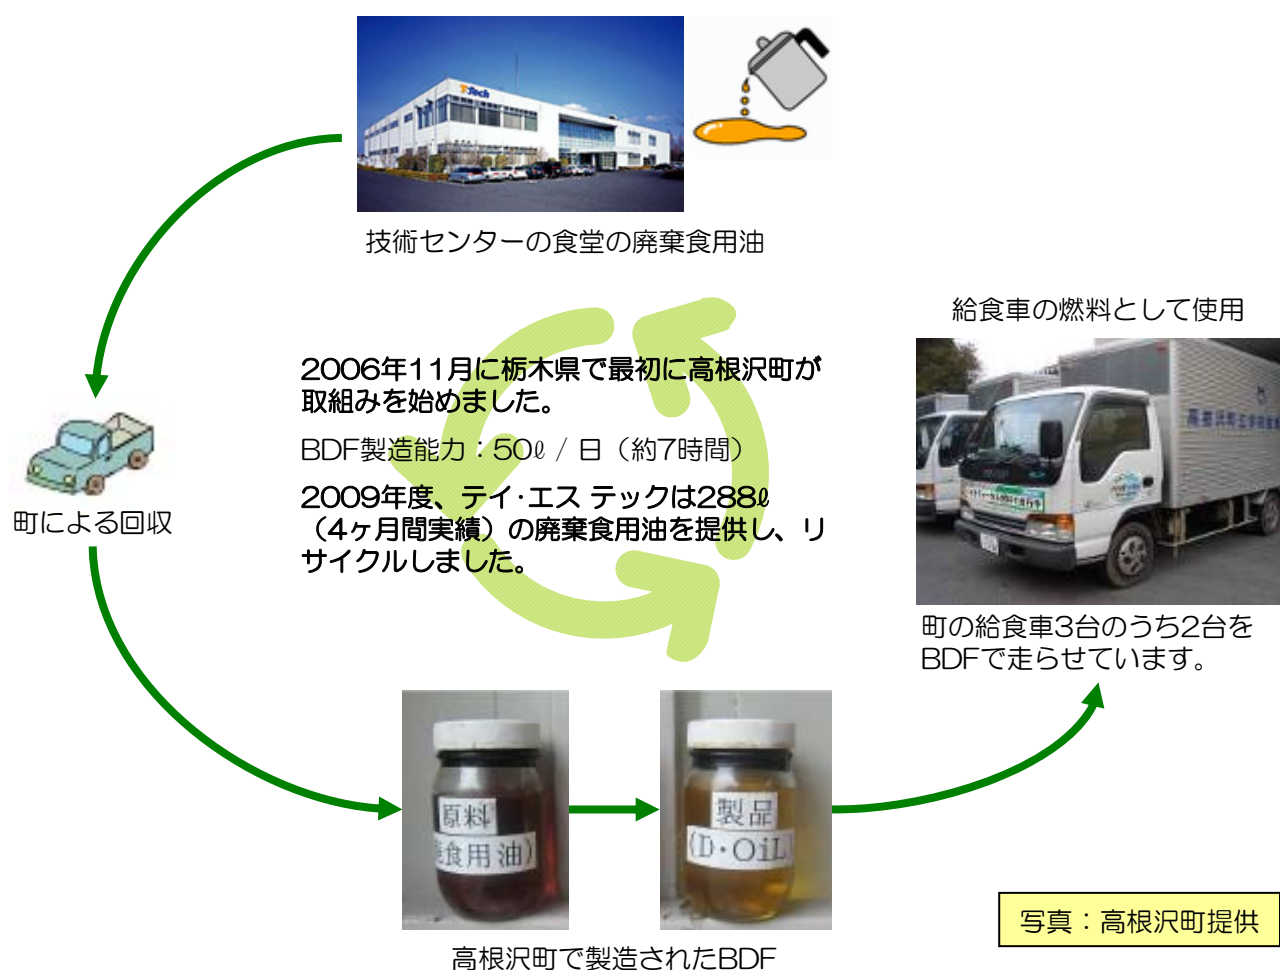 技術センターの食堂の廃棄食用油
給食車の燃料として使用
2006年11月に栃木県で最初に高根沢町が
取組みを始めました。
BDF製造能力：50ℓ / 日（約7時間）
2009年度、テイ・エス テックは288ℓ
（4ヶ月間実績）の廃棄食用油を提供し、リ
サイクルしました。
町による回収
町の給食車3台のうち2台を
BDFで走らせています。
原料
食用油)
製品
(D・OiL
高根沢町で製造されたBDF
写真：高根沢町提供